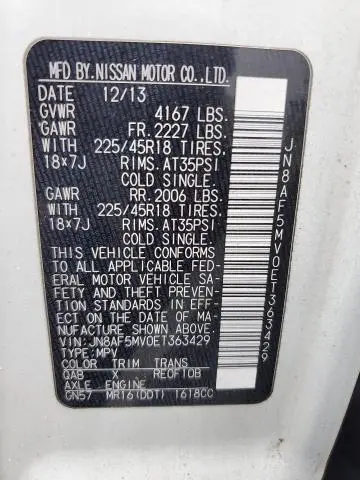 MFD BY.NISSAN MOTOR CO.,LTD.
DATE 12/13
GVWR 4167 LBS.
GAWR FR. 2227 LBS.
WITH 225/45R18 TIRES.
18x7J RIMS. AT35PSI
COLD SINGLE.
GAWR RR. 2006 LBS.
WITH 225/45R18 TIRES.
18x7J RIMS. AT35PSI
COLD SINGLE.
THIS VEHICLE CONFORMS
TO ALL APPLICABLE FED-
ERAL MOTOR VEHICLE SA-
FETY AND THEFT PREVEN-
TION STANDARDS IN EFF-
ECT ON THE DATE OF MA-
NUFACTURE SHOWN ABOVE.
VIN: JN8AF5MV0ET363429
TYPE: MPV
COLOR TRIM TRANS
QAB X RE0F10B
AXLE ENGINE
GN57 MR16(DDT) 1618CC
JN8AF5MV0ET363429